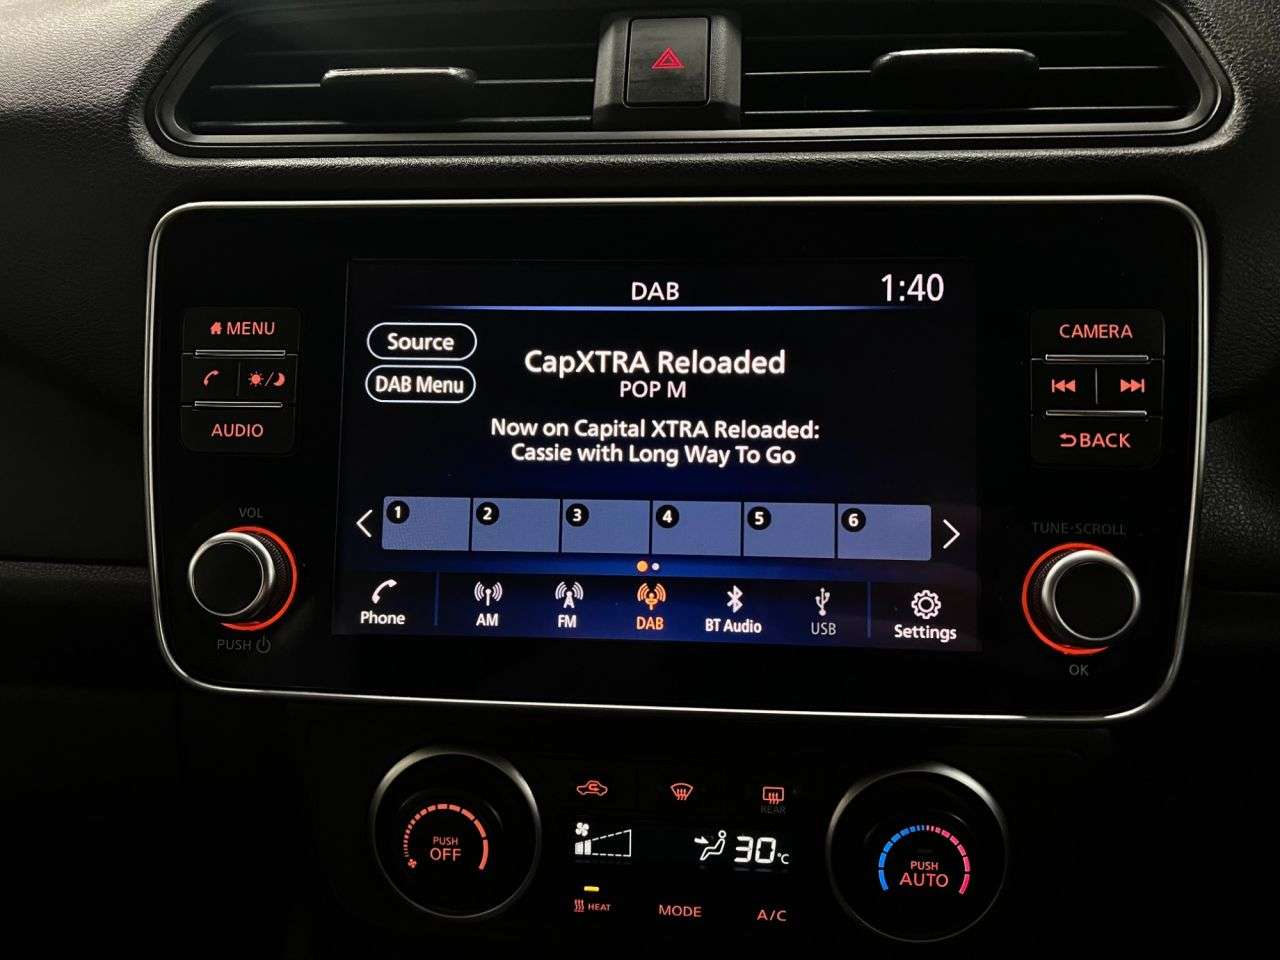 DAB
1:40
MENU
AUDIO
VOL
PUSH
Source
DAB Menu
CapXTRA Reloaded
POP M
Now on Capital XTRA Reloaded:
Cassie with Long Way To Go
1 2 3 4 5 6
Phone
AM
FM
DAB
BT Audio
USB
Settings
CAMERA
BACK
TUNE·SCROLL
OK
PUSH
OFF
REAR
30°C
HEAT
MODE
A/C
PUSH
AUTO